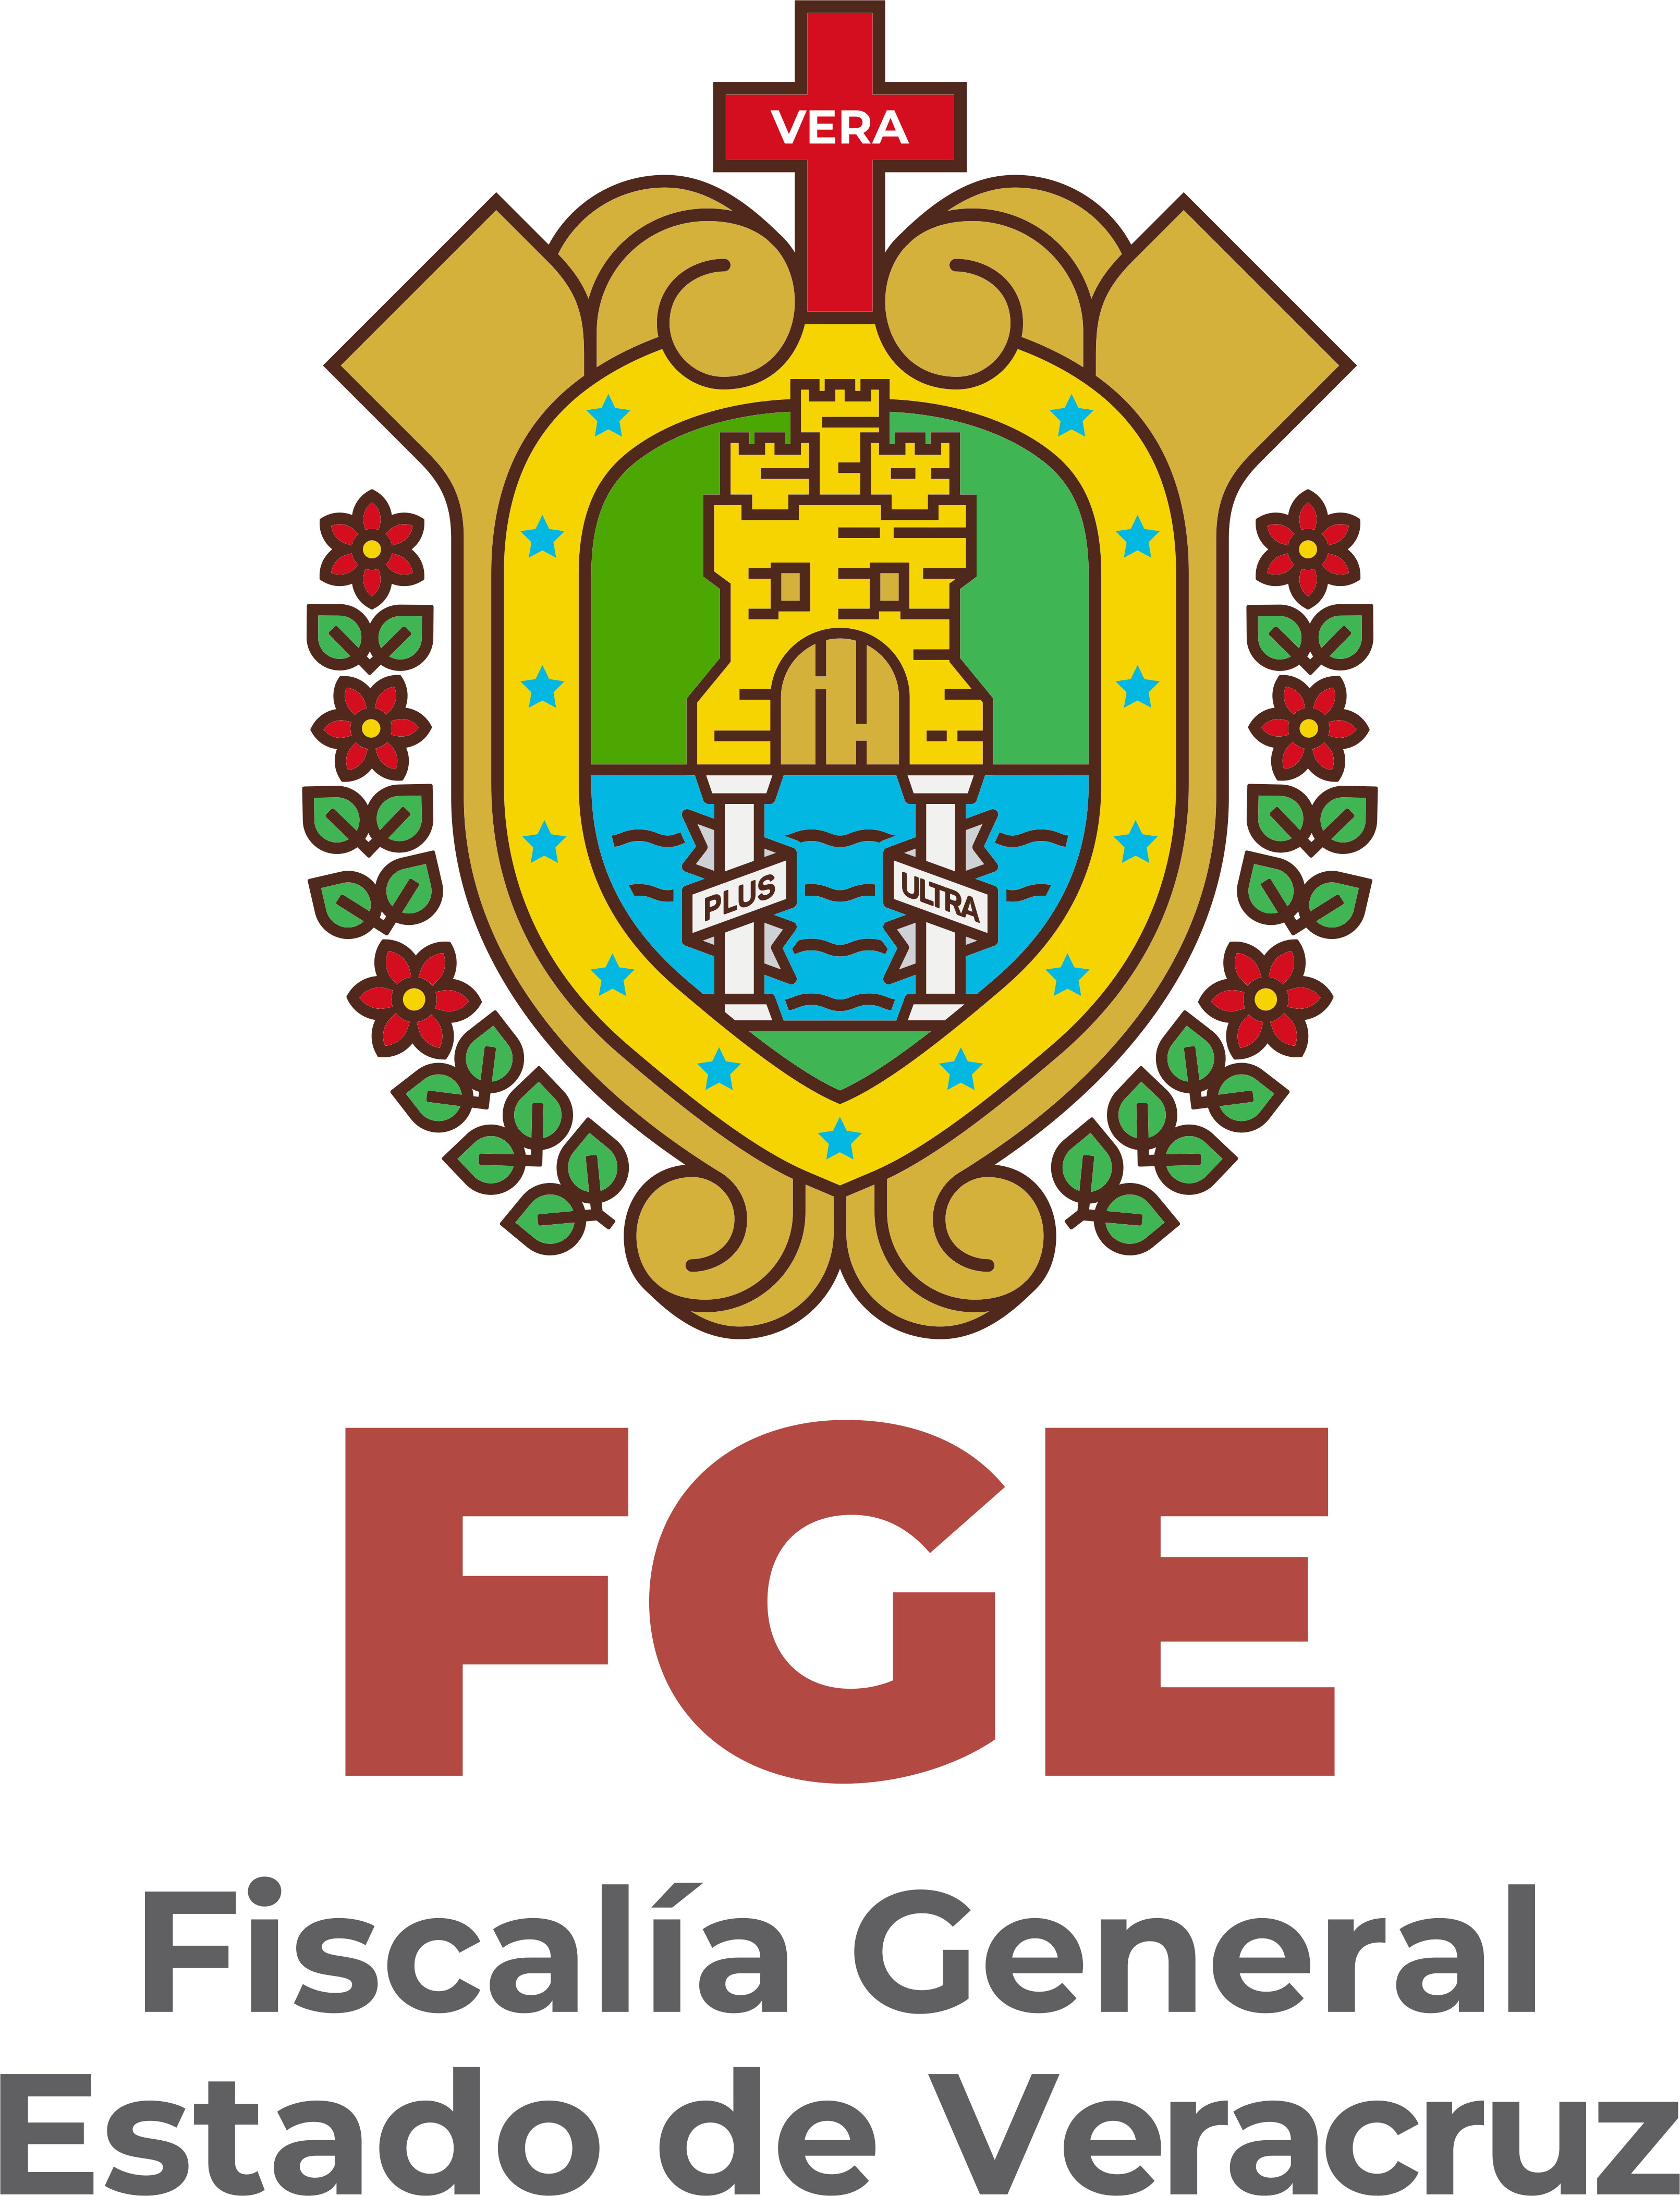 VERA
PLUS ULTRA
FGE
Fiscalía General
Estado de Veracruz